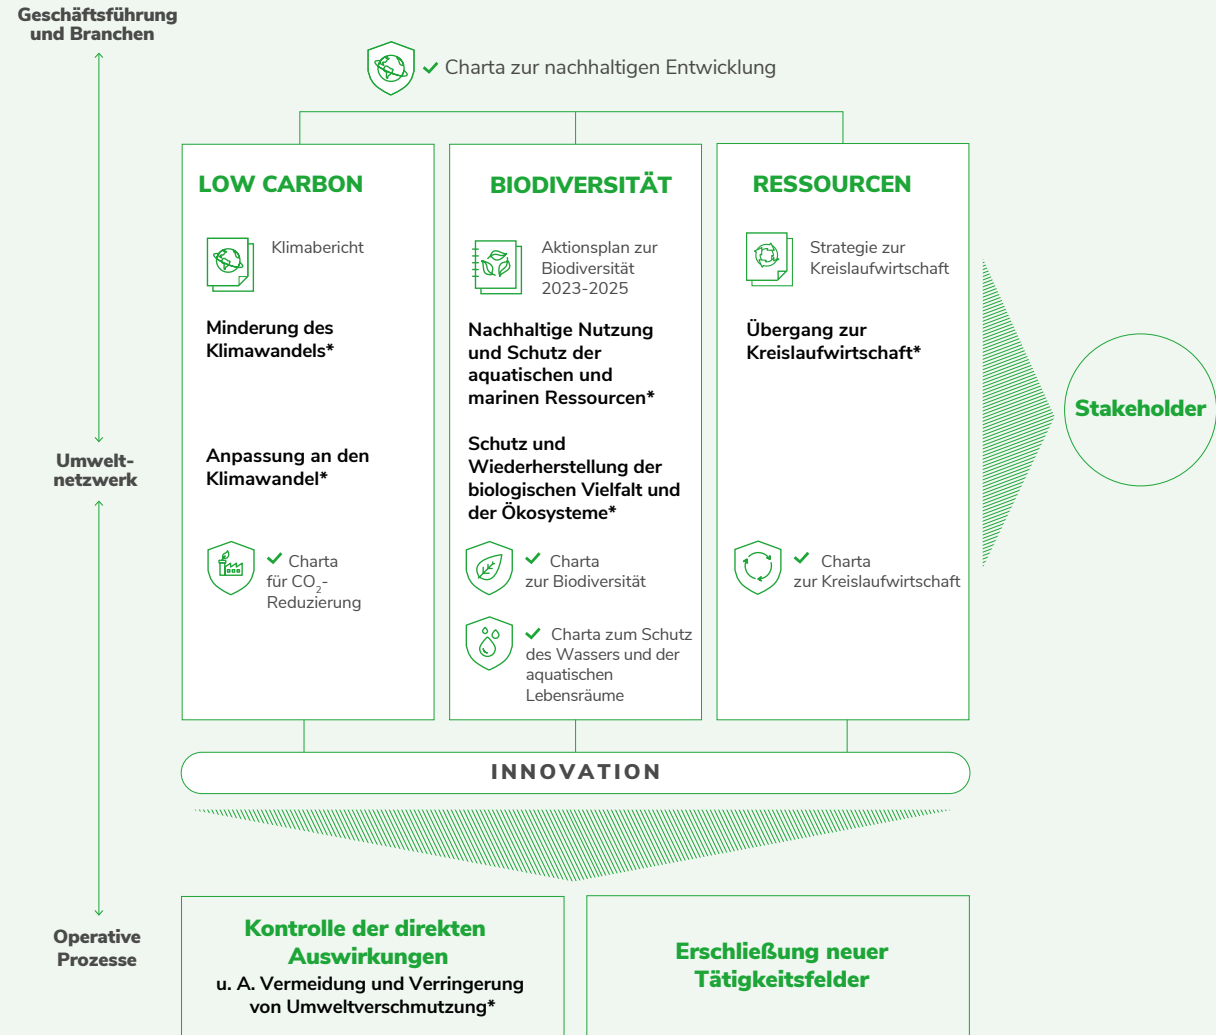 Geschäftsführung
und Branchen
Charta zur nachhaltigen Entwicklung
LOW CARBON
Klimabericht
Minderung des
Klimawandels*
Anpassung an den
Klimawandel*
Charta
für CO₂-
Reduzierung
BIODIVERSITÄT
Aktionsplan zur
Biodiversität
2023-2025
Nachhaltige Nutzung
und Schutz der
aquatischen und
marinen Ressourcen*
Schutz und
Wiederherstellung der
biologischen Vielfalt und
der Ökosysteme*
Charta
zur Biodiversität
Charta zum Schutz
des Wassers und der
aquatischen
Lebensräume
RESSOURCEN
Strategie zur
Kreislaufwirtschaft
Übergang zur
Kreislaufwirtschaft*
Charta
zur Kreislaufwirtschaft
Stakeholder
Umwelt-
netzwerk
INNOVATION
Operative
Prozesse
Kontrolle der direkten
Auswirkungen
u. A. Vermeidung und Verringerung
von Umweltverschmutzung*
Erschließung neuer
Tätigkeitsfelder